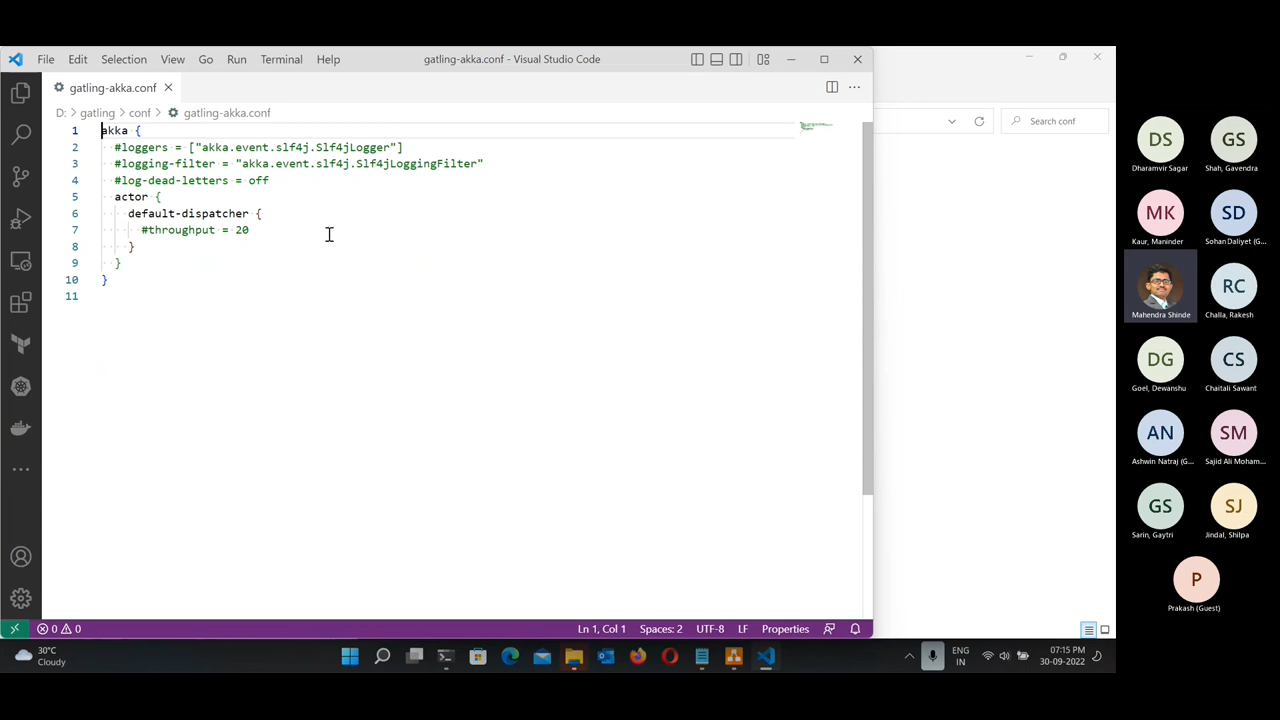 File Edit Selection View Go Run Terminal Help
gatling-akka.conf - Visual Studio Code
gatling-akka.conf
D: > gatling > conf > gatling-akka.conf
Search conf
1 akka {
2 #loggers = ["akka.event.slf4j.Slf4jLogger"]
3 #logging-filter = "akka.event.slf4j.Slf4jLoggingFilter"
4 #log-dead-letters = off
5 actor {
6 default-dispatcher {
7 #throughput = 20
8 }
9 }
10 }
11
0 0
Ln 1, Col 1 Spaces: 2 UTF-8 LF Properties
30°C
Cloudy
ENG
IN
07:15 PM
30-09-2022
DS GS
Dharamvir Sagar Shah, Gavendra
MK SD
Kaur, Maninder Sohan Daliyet (G...
RC
Mahendra Shinde Challa, Rakesh
DG CS
Goel, Dewanshu Chaitali Sawant
AN SM
Ashwin Natraj (G... Sajid Ali Moham...
GS SJ
Sarin, Gaytri Jindal, Shilpa
P
Prakash (Guest)